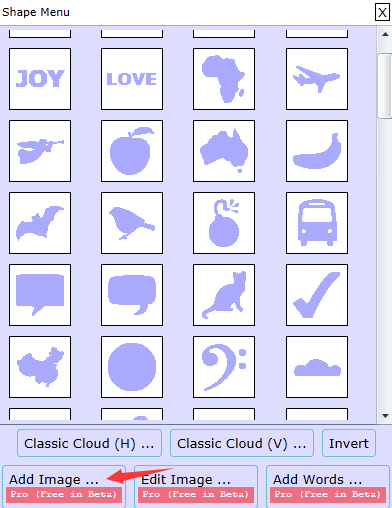 Shape Menu X
JOY LOVE
Classic Cloud (H) ... Classic Cloud (V) ... Invert
Add Image ... Edit Image ... Add Words ...
Pro (Free in Beta) Pro (Free in Beta) Pro (Free in Beta)